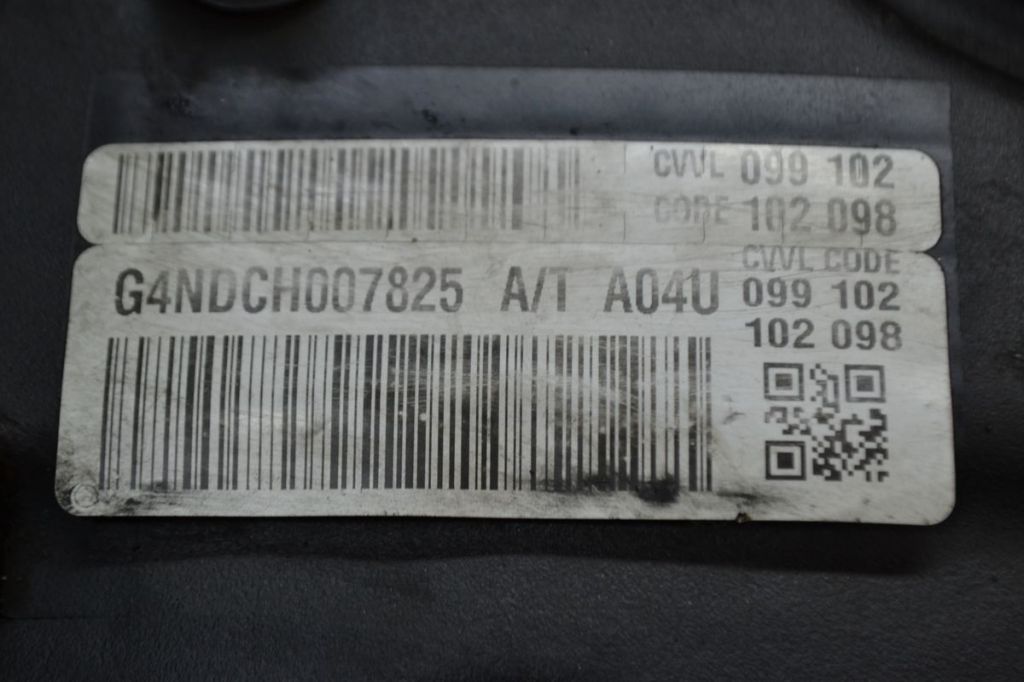 CVVL 099 102
CODE 102 098
CVVL CODE
G4NDCH007825 A/T A04U 099 102
102 098